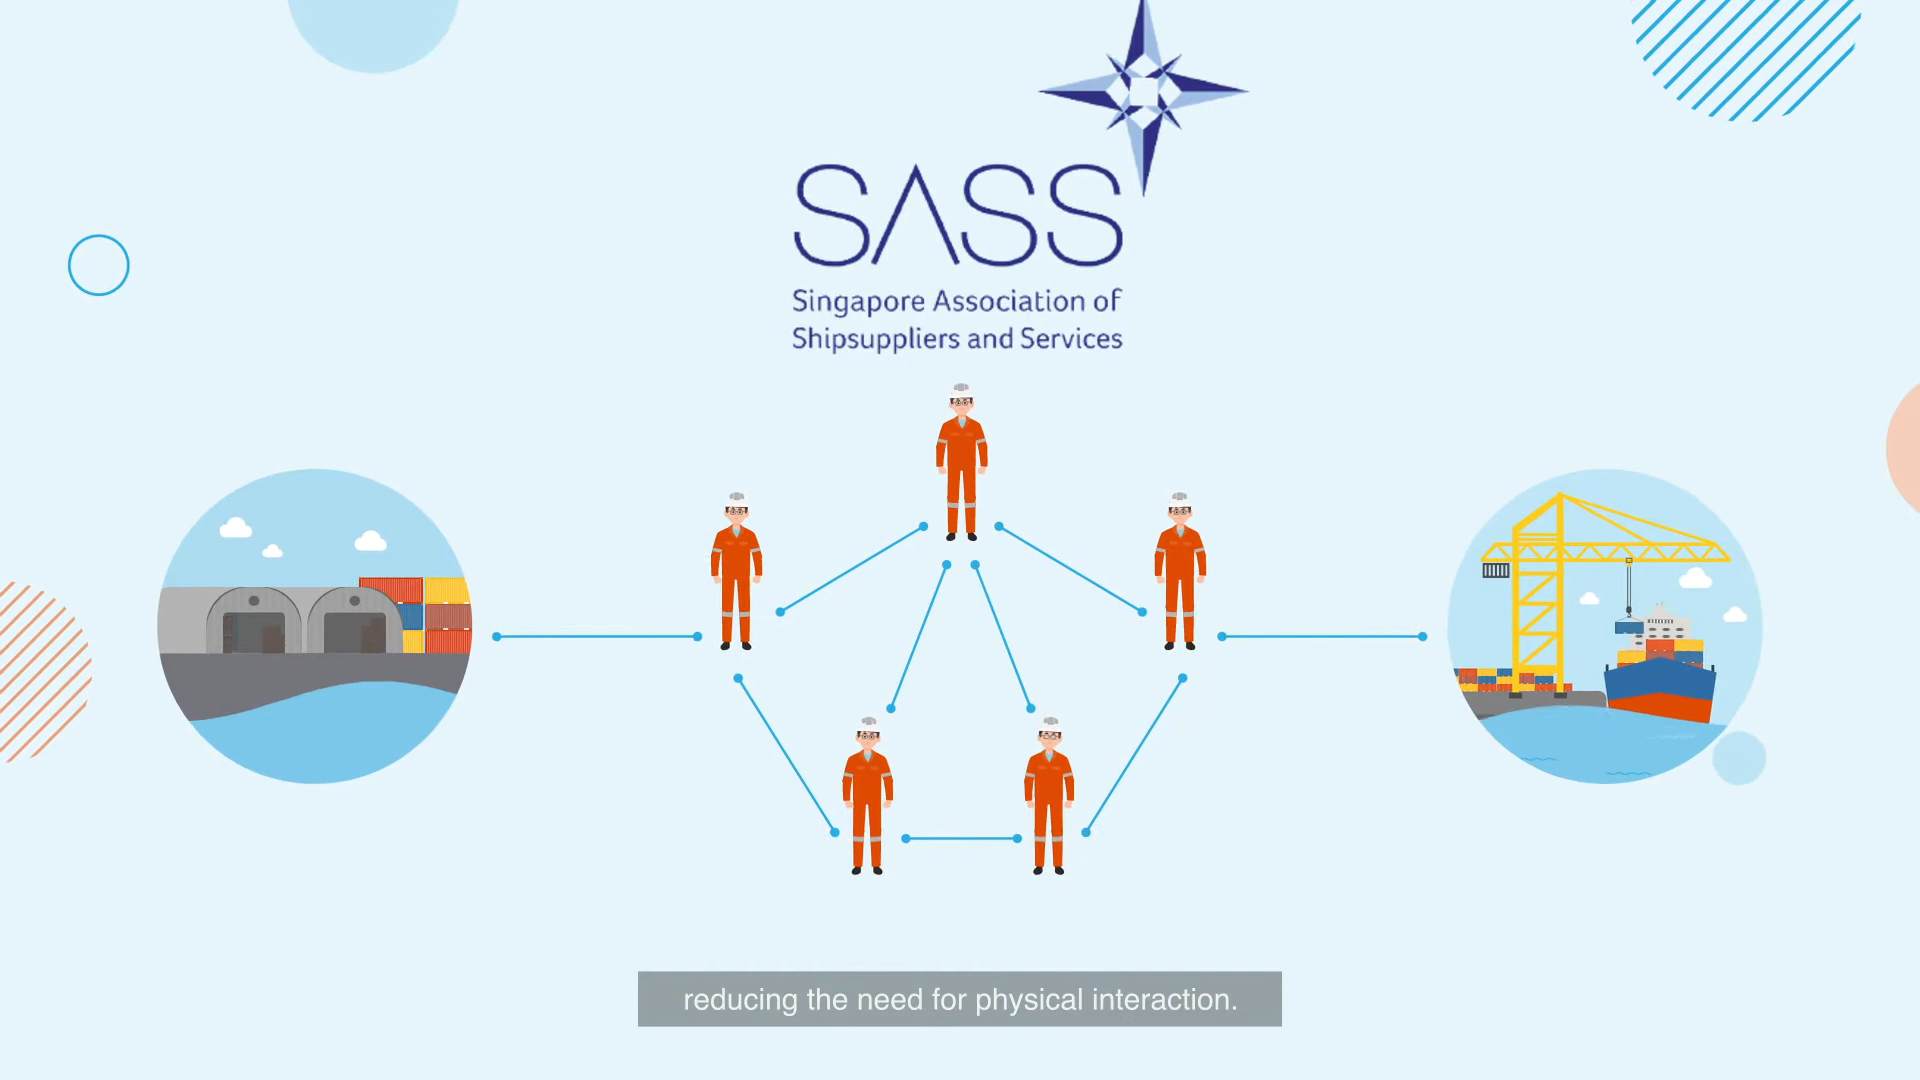 SASS
Singapore Association of
Shipsuppliers and Services
reducing the need for physical interaction.